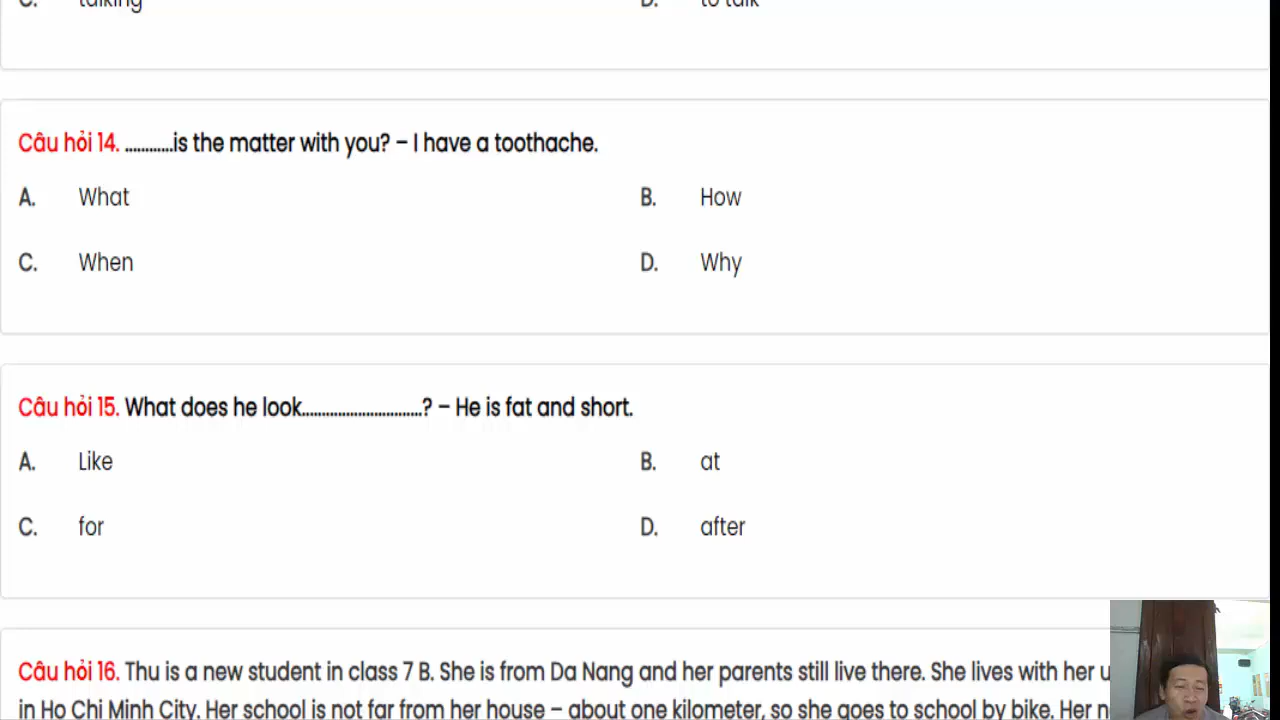 C. talking D. to talk
Câu hỏi 14. ............is the matter with you? – I have a toothache.
A. What B. How
C. When D. Why
Câu hỏi 15. What does he look..............................? – He is fat and short.
A. Like B. at
C. for D. after
Câu hỏi 16. Thu is a new student in class 7 B. She is from Da Nang and her parents still live there. She lives with her
in Ho Chi Minh City. Her school is not far from her house – about one kilometer, so she goes to school by bike. Her